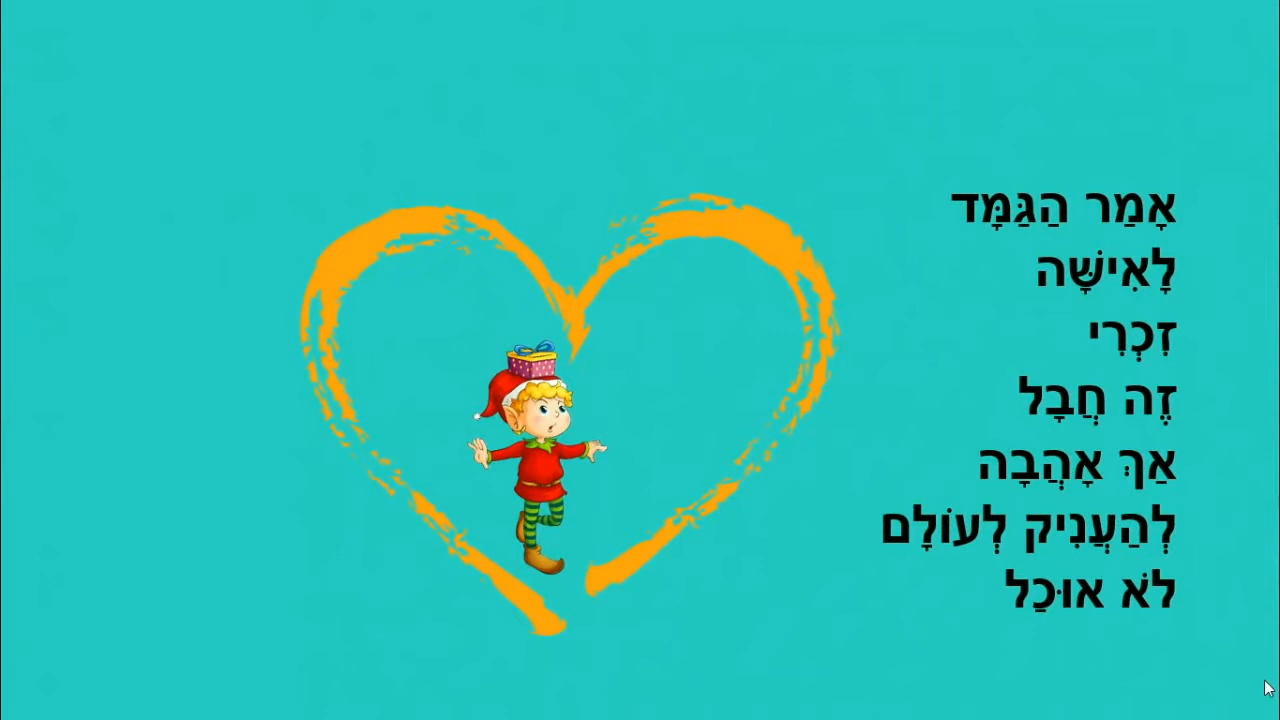 אָמַר הַגַּמָּד
לָאִישָּׁה
זִכְרִי
זֶה חֲבָל
אַךְ אָהֲבָה
לְהַעֲנִיק לְעוֹלָם
לֹא אוּכַל